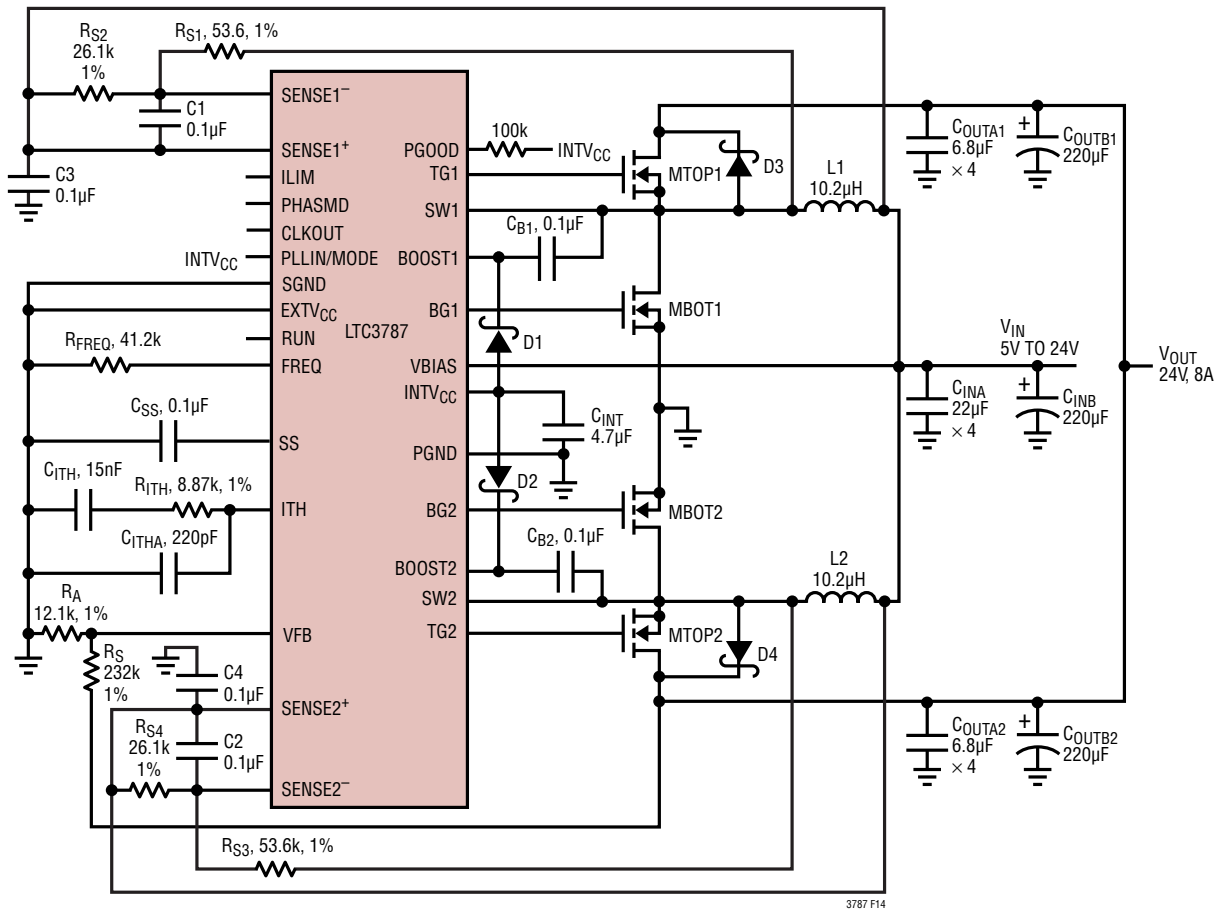 RS2
26.1k
1%
RS1, 53.6, 1%
C1
0.1µF
C3
0.1µF
SENSE1–
SENSE1+
ILIM
PHASMD
CLKOUT
INTVCC
PLLIN/MODE
SGND
EXTVCC
RUN
FREQ
SS
ITH
VFB
SENSE2+
SENSE2–
LTC3787
PGOOD
TG1
SW1
BOOST1
BG1
VBIAS
INTVCC
PGND
BG2
BOOST2
SW2
TG2
RFREQ, 41.2k
CSS, 0.1µF
CITH, 15nF
RITH, 8.87k, 1%
CITHA, 220pF
RA
12.1k, 1%
RS
232k
1%
C4
0.1µF
RS4
26.1k
1%
C2
0.1µF
RS3, 53.6k, 1%
100k
INTVCC
MTOP1
D3
L1
10.2µH
CB1, 0.1µF
D1
MBOT1
CINT
4.7µF
D2
MBOT2
CB2, 0.1µF
L2
10.2µH
MTOP2
D4
COUTA1
6.8µF
× 4
+
COUTB1
220µF
VIN
5V TO 24V
VOUT
24V, 8A
CINA
22µF
× 4
+
CINB
220µF
COUTA2
6.8µF
× 4
+
COUTB2
220µF
3787 F14